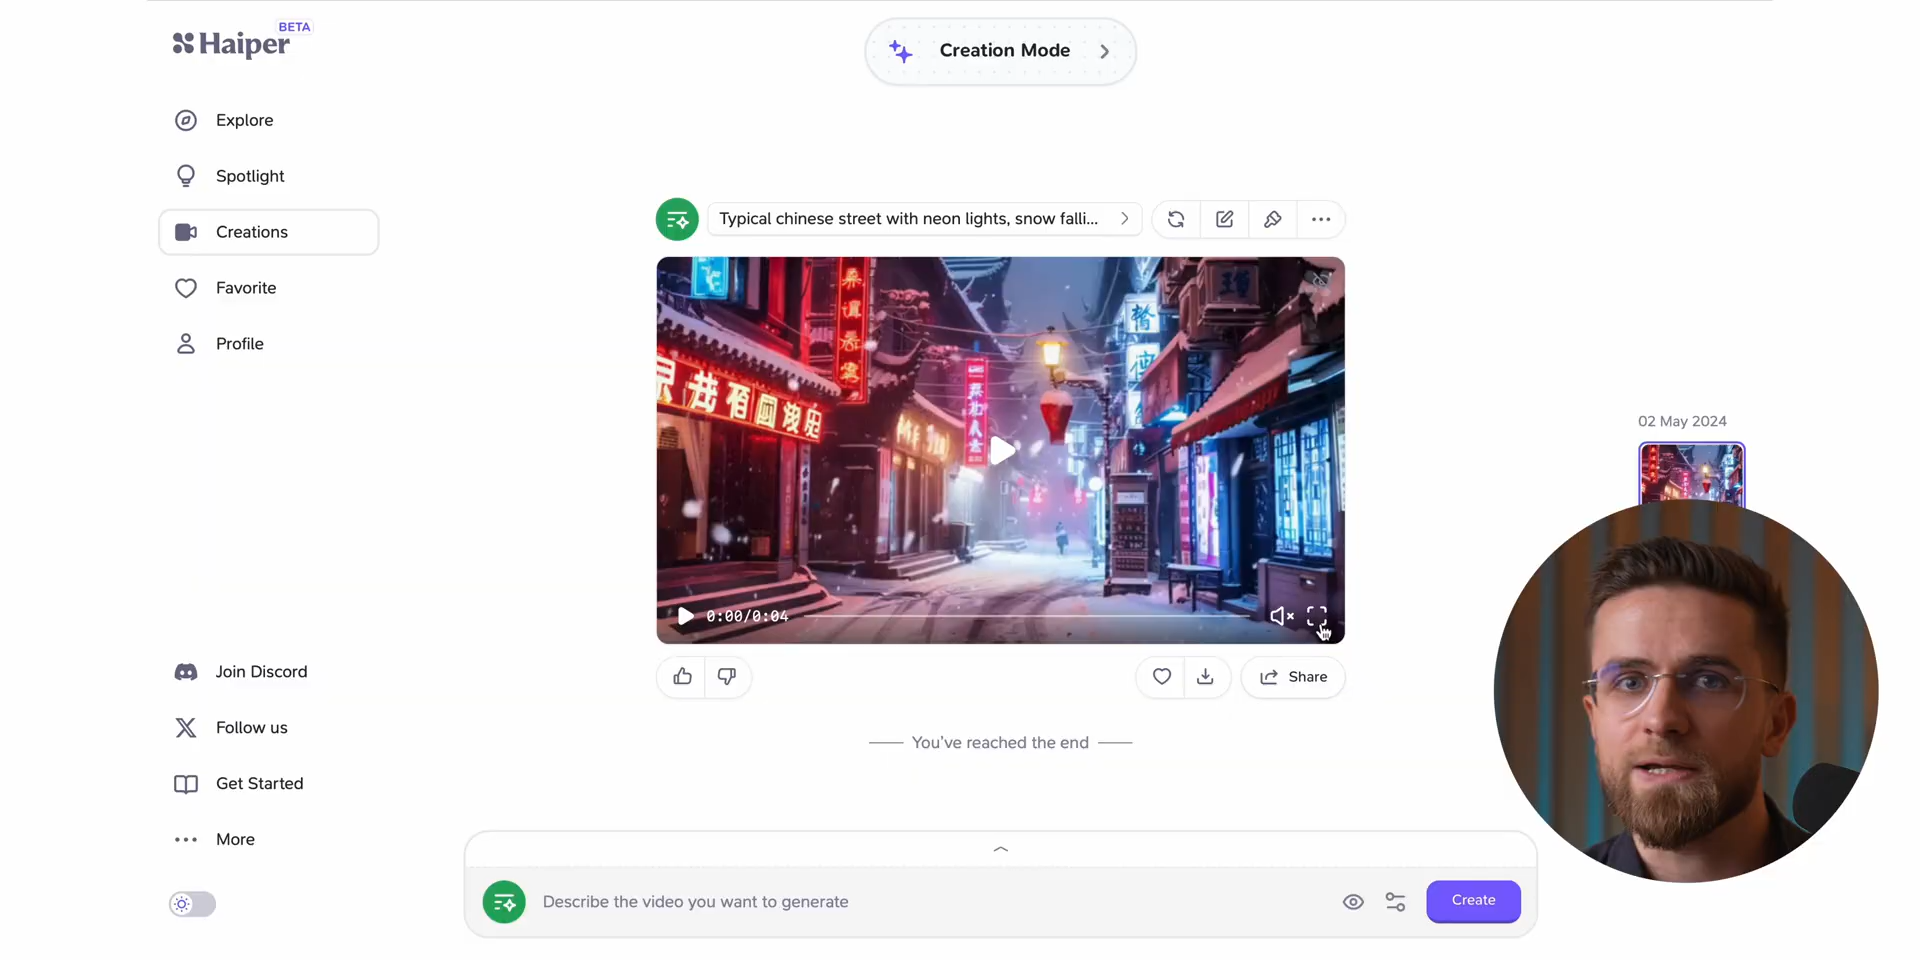 Haiper
BETA
Creation Mode
Explore
Spotlight
Creations
Favorite
Profile
Typical chinese street with neon lights, snow falli...
0:00/0:04
Share
You've reached the end
02 May 2024
Join Discord
Follow us
Get Started
More
Describe the video you want to generate
Create